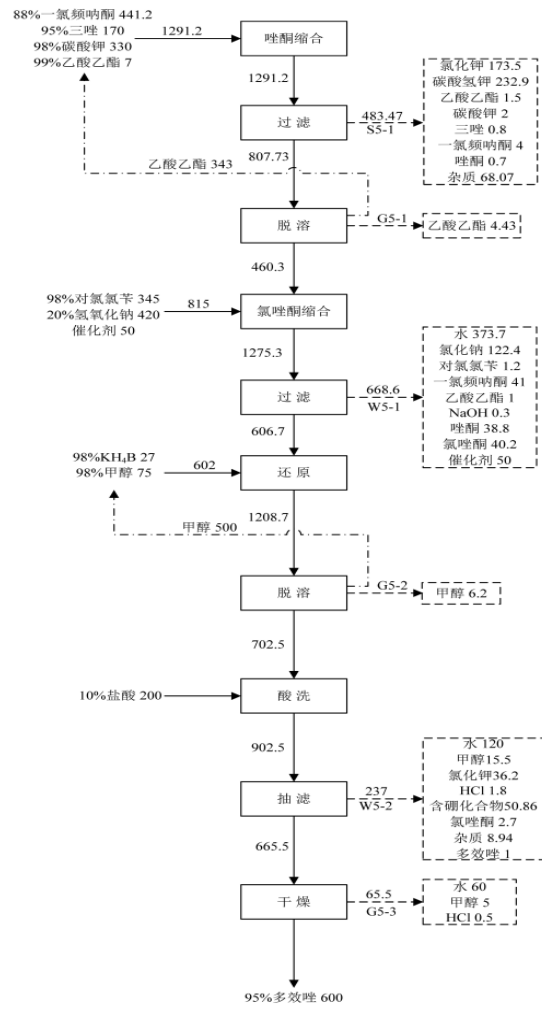 88%一氯频呐酮 441.2
95%三唑 170
98%碳酸钾 330
99%乙酸乙酯 7
1291.2
唑酮缩合
1291.2
过 滤
483.47
S5-1
氯化钾 173.5
碳酸氢钾 232.9
乙酸乙酯 1.5
碳酸钾 2
三唑 0.8
一氯频呐酮 4
唑酮 0.7
杂质 68.07
乙酸乙酯 343
807.73
脱 溶
G5-1
乙酸乙酯 4.43
460.3
98%对氯氯苄 345
20%氢氧化钠 420
催化剂 50
815
氯唑酮缩合
1275.3
过 滤
668.6
W5-1
水 373.7
氯化钠 122.4
对氯氯苄 1.2
一氯频呐酮 41
乙酸乙酯 1
NaOH 0.3
唑酮 38.8
氯唑酮 40.2
催化剂 50
606.7
98%KH₄B 27
98%甲醇 75
602
还 原
1208.7
甲醇 500
脱 溶
G5-2
甲醇 6.2
702.5
10%盐酸 200
酸 洗
902.5
抽 滤
237
W5-2
水 120
甲醇15.5
氯化钾36.2
HCl 1.8
含硼化合物50.86
氯唑酮 2.7
杂质 8.94
多效唑 1
665.5
干 燥
65.5
G5-3
水 60
甲醇 5
HCl 0.5
95%多效唑 600